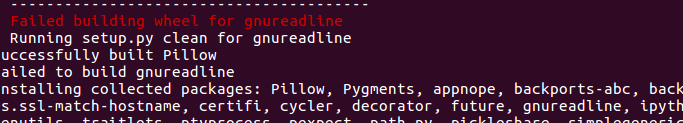 ----------------------------------------
Failed building wheel for gnureadline
Running setup.py clean for gnureadline
uccessfully built Pillow
ailed to build gnureadline
nstalling collected packages: Pillow, Pygments, appnope, backports-abc, back
s.ssl-match-hostname, certifi, cycler, decorator, future, gnureadline, ipyth
enutils, traitlets, ptyprocess, pexpect, path.py, pickleshare, simplegeneric